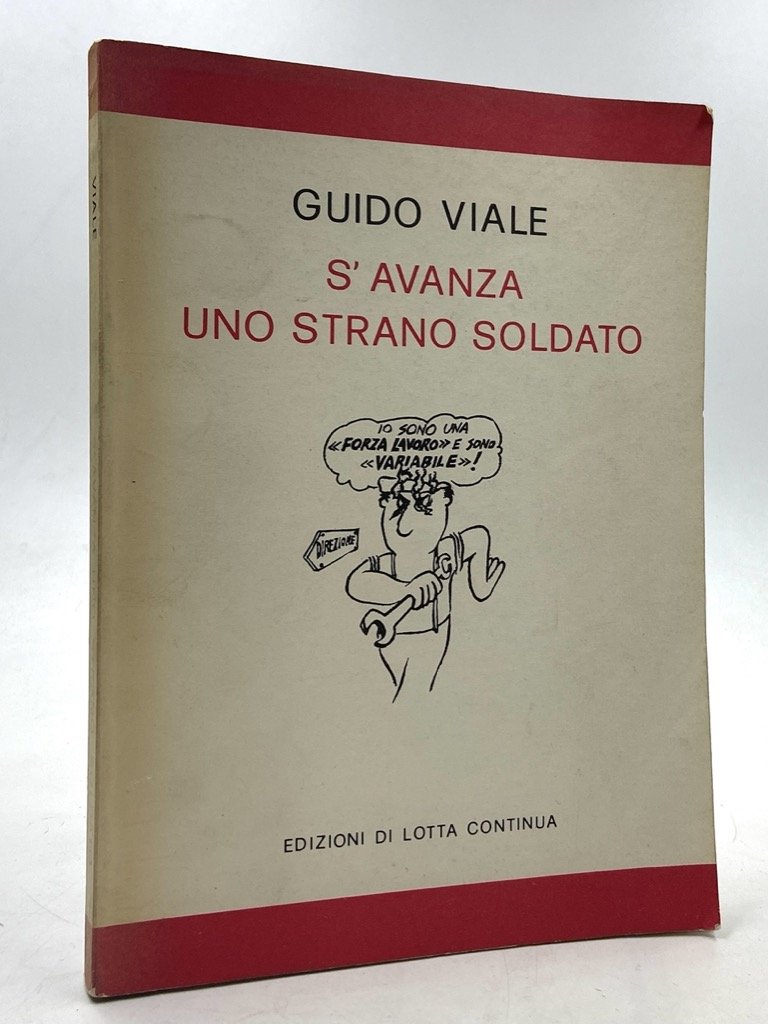 VIALE
GUIDO VIALE
S' AVANZA
UNO STRANO SOLDATO
IO SONO UNA
«FORZA LAVORO» E SONO
«VARIABILE»!
DIREZIONE
G
EDIZIONI DI LOTTA CONTINUA